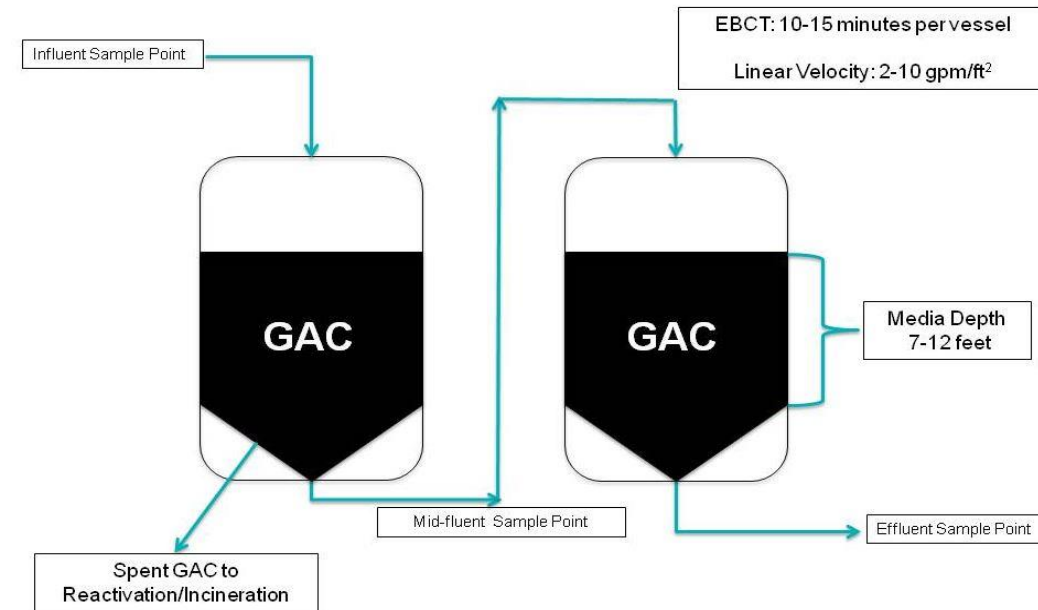 EBCT: 10-15 minutes per vessel
Linear Velocity: 2-10 gpm/ft²
Influent Sample Point
GAC
GAC
Media Depth
7-12 feet
Mid-fluent Sample Point
Effluent Sample Point
Spent GAC to
Reactivation/Incineration